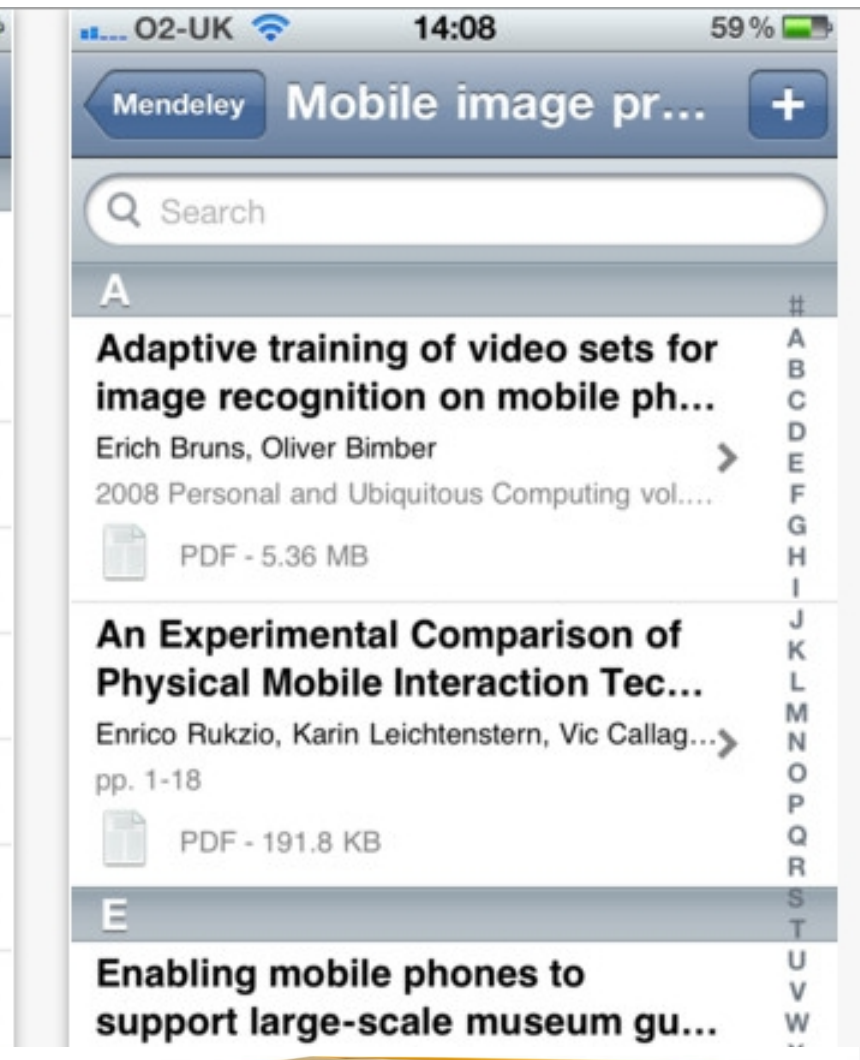 O2-UK 14:08 59%
Mendeley Mobile image pr... +
Search
A
Adaptive training of video sets for
image recognition on mobile ph...
Erich Bruns, Oliver Bimber
2008 Personal and Ubiquitous Computing vol....
PDF - 5.36 MB
An Experimental Comparison of
Physical Mobile Interaction Tec...
Enrico Rukzio, Karin Leichtenstern, Vic Callag...
pp. 1-18
PDF - 191.8 KB
E
Enabling mobile phones to
support large-scale museum gu...
#
A
B
C
D
E
F
G
H
I
J
K
L
M
N
O
P
Q
R
S
T
U
V
W